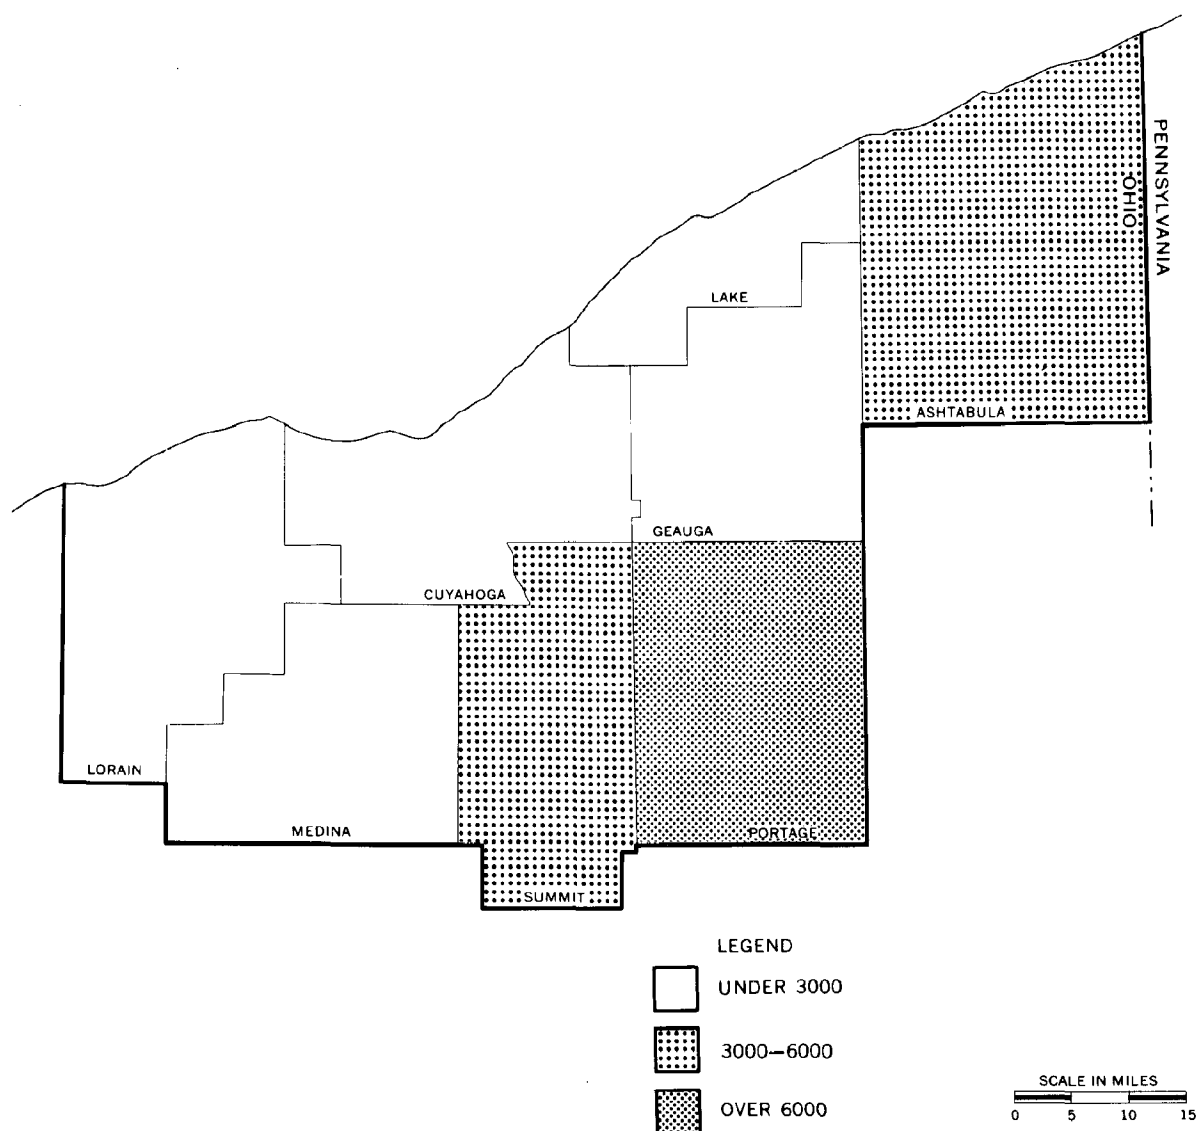 PENNSYLVANIA
OHIO
LAKE
ASHTABULA
GEAUGA
CUYAHOGA
LORAIN
MEDINA
PORTAGE
SUMMIT
LEGEND
UNDER 3000
3000—6000
OVER 6000
SCALE IN MILES
0 5 10 15